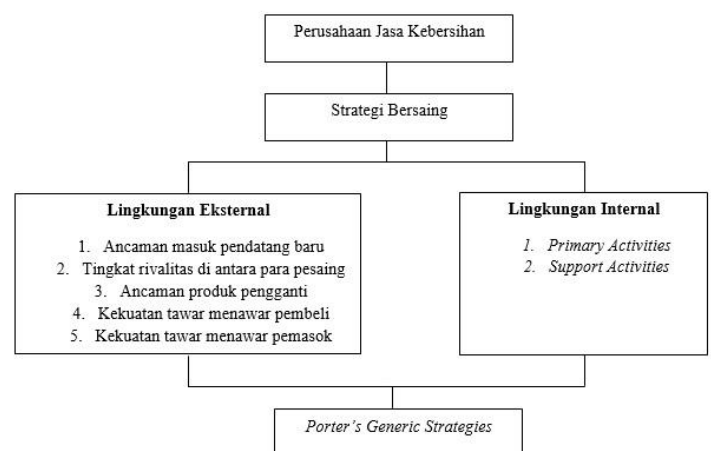 Perusahaan Jasa Kebersihan
Strategi Bersaing
Lingkungan Eksternal
1. Ancaman masuk pendatang baru
2. Tingkat rivalitas di antara para pesaing
3. Ancaman produk pengganti
4. Kekuatan tawar menawar pembeli
5. Kekuatan tawar menawar pemasok
Lingkungan Internal
1. Primary Activities
2. Support Activities
Porter's Generic Strategies